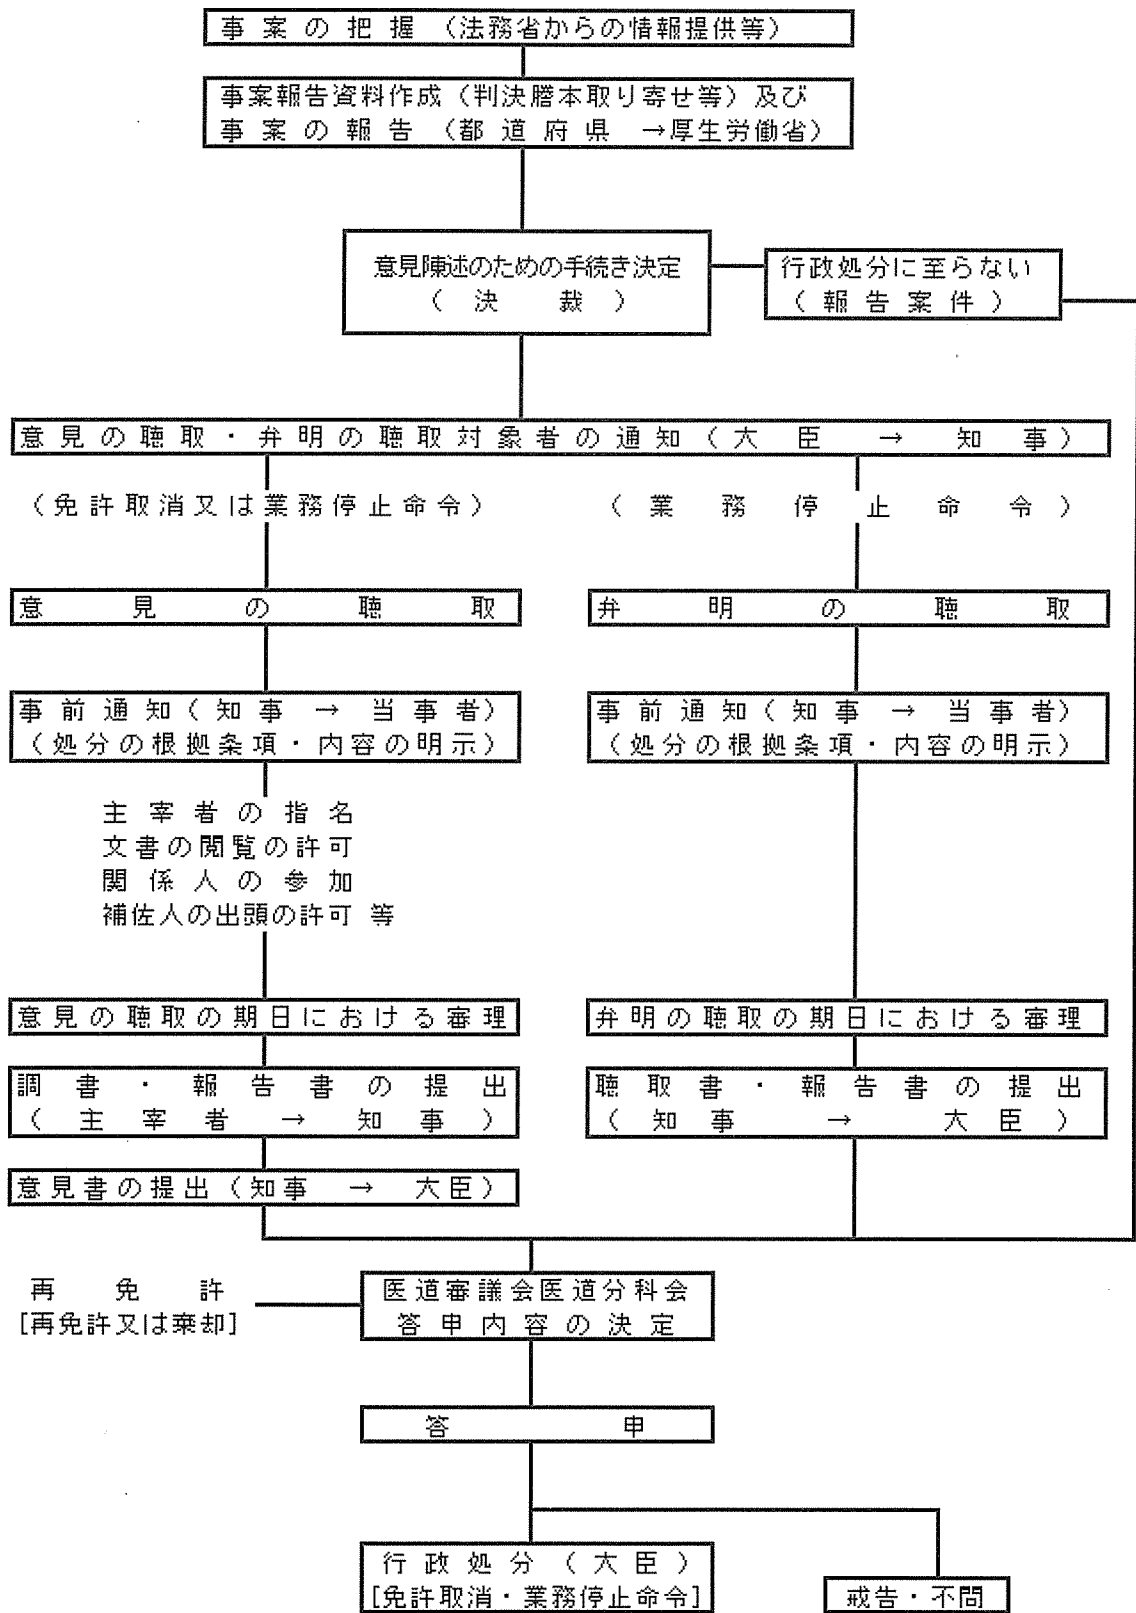 事案の把握（法務省からの情報提供等）
事案報告資料作成（判決謄本取り寄せ等）及び
事案の報告（都道府県→厚生労働省）
意見陳述のための手続き決定
（決裁）
行政処分に至らない
（報告案件）
意見の聴取・弁明の聴取対象者の通知（大臣→知事）
（免許取消又は業務停止命令）
（業務停止命令）
意見の聴取
弁明の聴取
事前通知（知事→当事者）
（処分の根拠条項・内容の明示）
事前通知（知事→当事者）
（処分の根拠条項・内容の明示）
主宰者の指名
文書の閲覧の許可
関係人の参加
補佐人の出頭の許可 等
意見の聴取の期日における審理
弁明の聴取の期日における審理
調書・報告書の提出
（主宰者→知事）
聴取書・報告書の提出
（知事→大臣）
意見書の提出（知事→大臣）
再免許
[再免許又は棄却]
医道審議会医道分科会
答申内容の決定
答申
行政処分（大臣）
[免許取消・業務停止命令]
戒告・不問